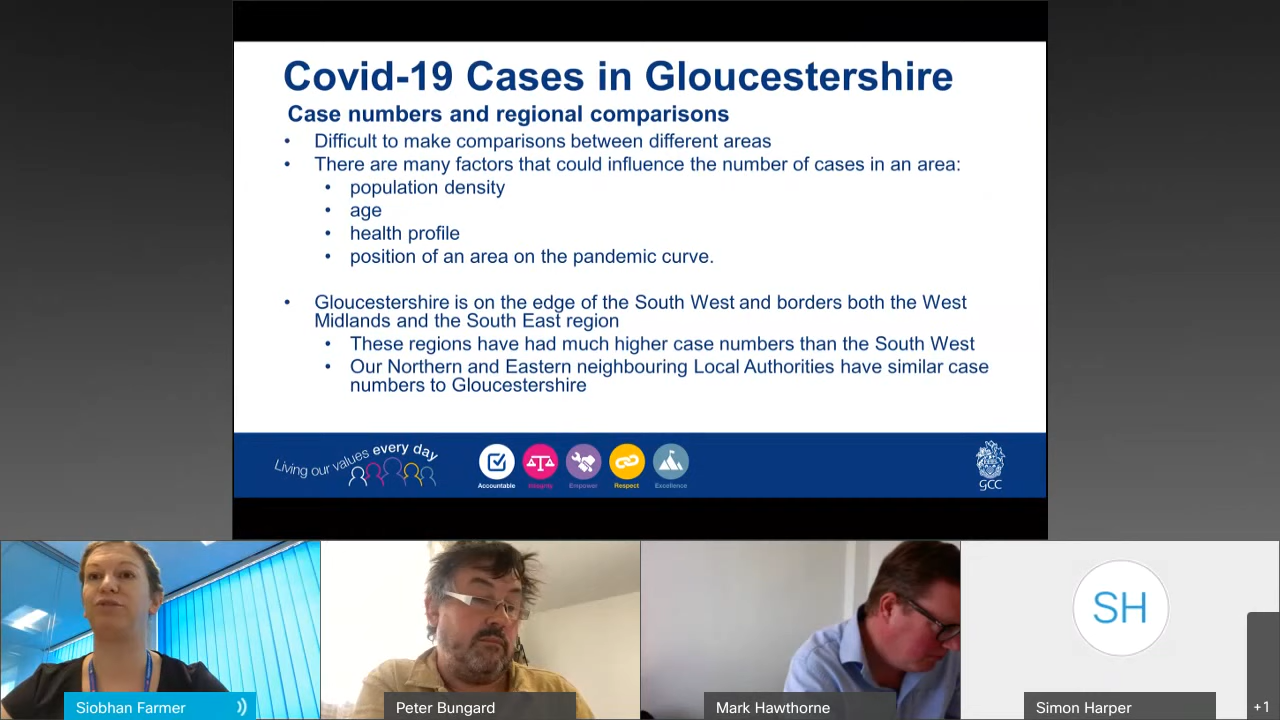 Covid-19 Cases in Gloucestershire
Case numbers and regional comparisons
• Difficult to make comparisons between different areas
• There are many factors that could influence the number of cases in an area:
• population density
• age
• health profile
• position of an area on the pandemic curve.
• Gloucestershire is on the edge of the South West and borders both the West
Midlands and the South East region
• These regions have had much higher case numbers than the South West
• Our Northern and Eastern neighbouring Local Authorities have similar case
numbers to Gloucestershire
Living our values every day
Accountable
Integrity
Empower
Respect
Excellence
GCC
SH
Siobhan Farmer
Peter Bungard
Mark Hawthorne
Simon Harper
+1